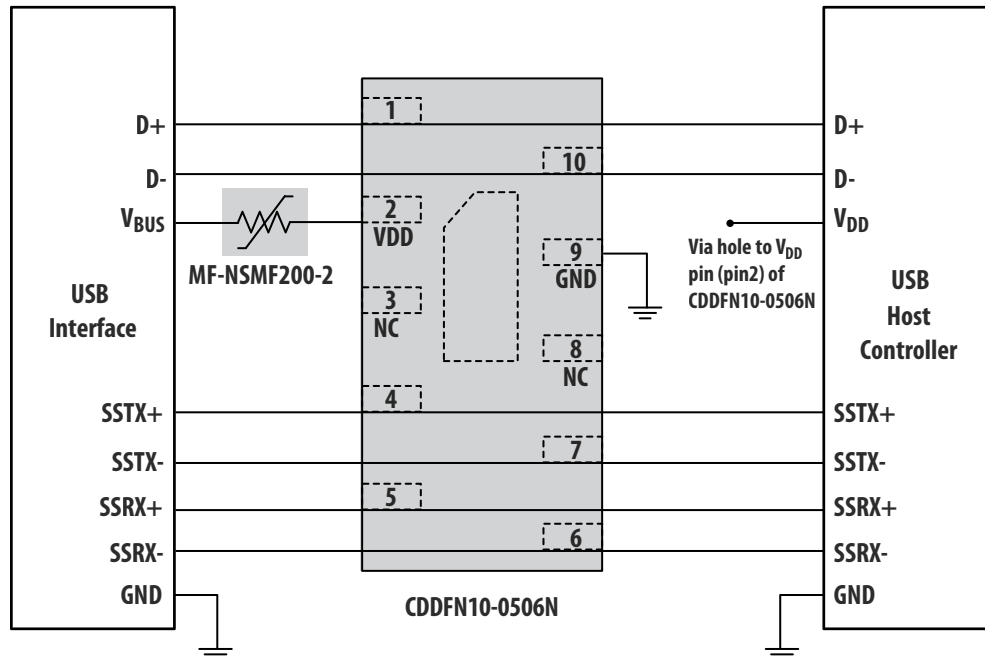 D+
D-
VBUS
MF-NSMF200-2
USB
Interface
SSTX+
SSTX-
SSRX+
SSRX-
GND
1
10
2
VDD
9
GND
3
NC
8
NC
4
7
5
6
CDDFN10-0506N
D+
D-
VDD
Via hole to VDD
pin (pin2) of
CDDFN10-0506N
USB
Host
Controller
SSTX+
SSTX-
SSRX+
SSRX-
GND